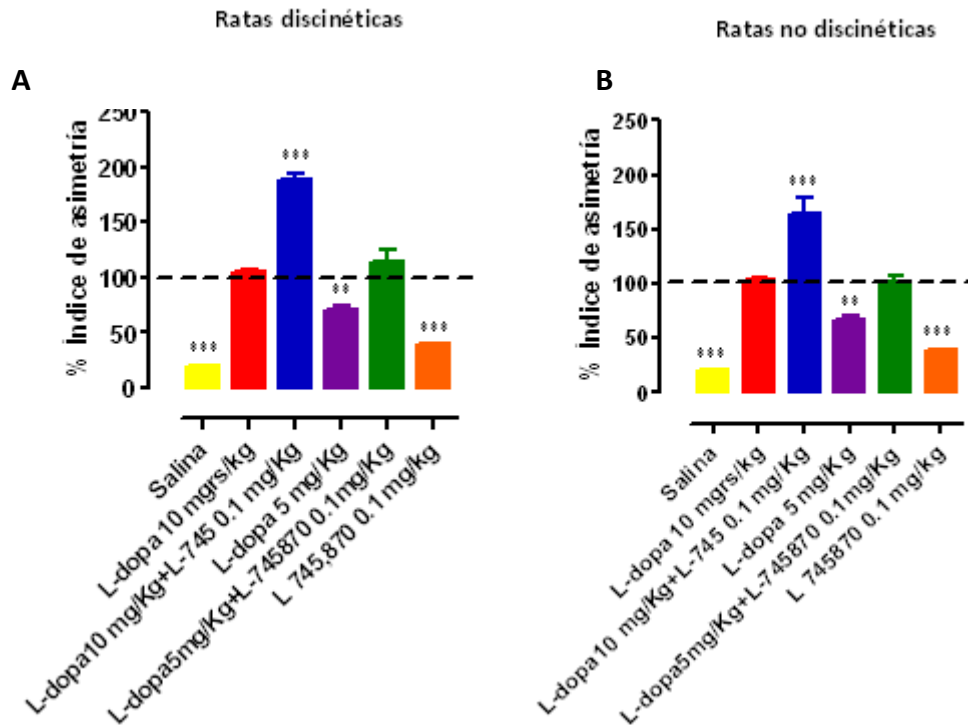 Ratas discinéticas
A
% Índice de asimetría
250
200
150
100
50
0
***
***
**
***
Salina
L-dopa 10 mgrs/kg
L-dopa10 mg/Kg+L-745 0.1 mg/Kg
L-dopa 5 mg/Kg
L-dopa5mg/Kg+L-745870 0.1mg/Kg
L 745,870 0.1 mg/kg
Ratas no discinéticas
B
% Índice de asimetría
250
200
150
100
50
0
***
***
**
***
Salina
L-dopa 10 mgrs/kg
L-dopa10 mg/Kg+L-745 0.1 mg/Kg
L-dopa 5 mg/Kg
L-dopa5mg/Kg+L-745870 0.1mg/Kg
L 745870 0.1 mg/kg